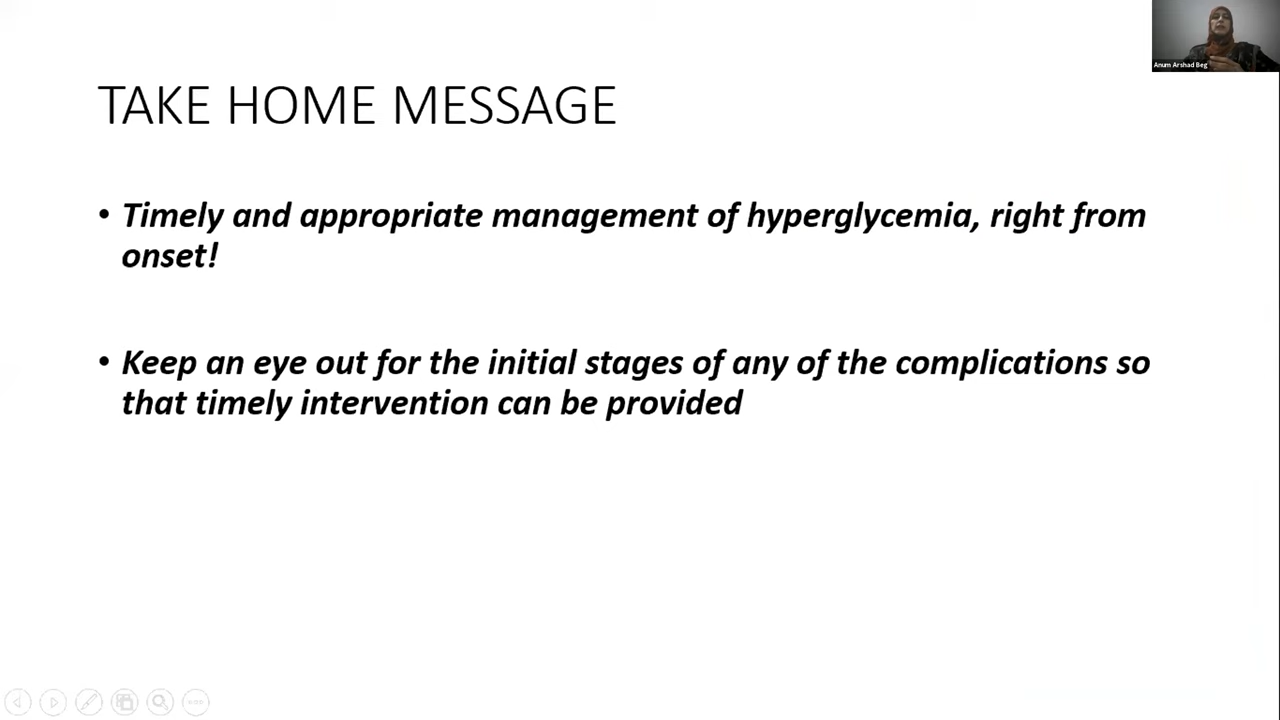 Anum Arshad Beg
TAKE HOME MESSAGE
• Timely and appropriate management of hyperglycemia, right from
onset!
• Keep an eye out for the initial stages of any of the complications so
that timely intervention can be provided